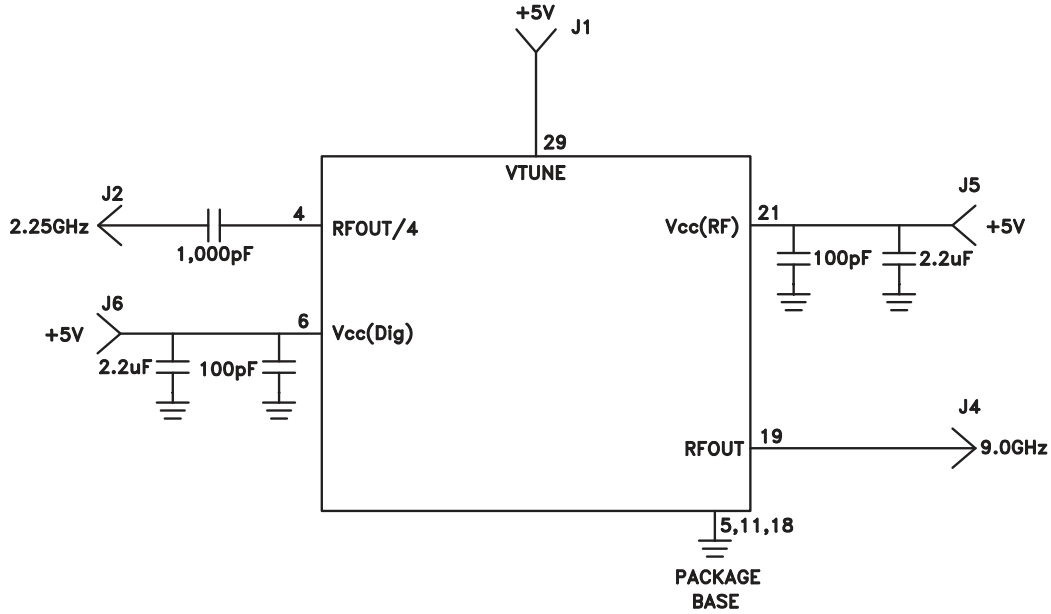 +5V
J1
29
VTUNE
J2
2.25GHz
1,000pF
4
RFOUT/4
J6
+5V
2.2uF
100pF
6
Vcc(Dig)
Vcc(RF)
21
J5
+5V
100pF
2.2uF
RFOUT
19
J4
9.0GHz
5,11,18
PACKAGE
BASE